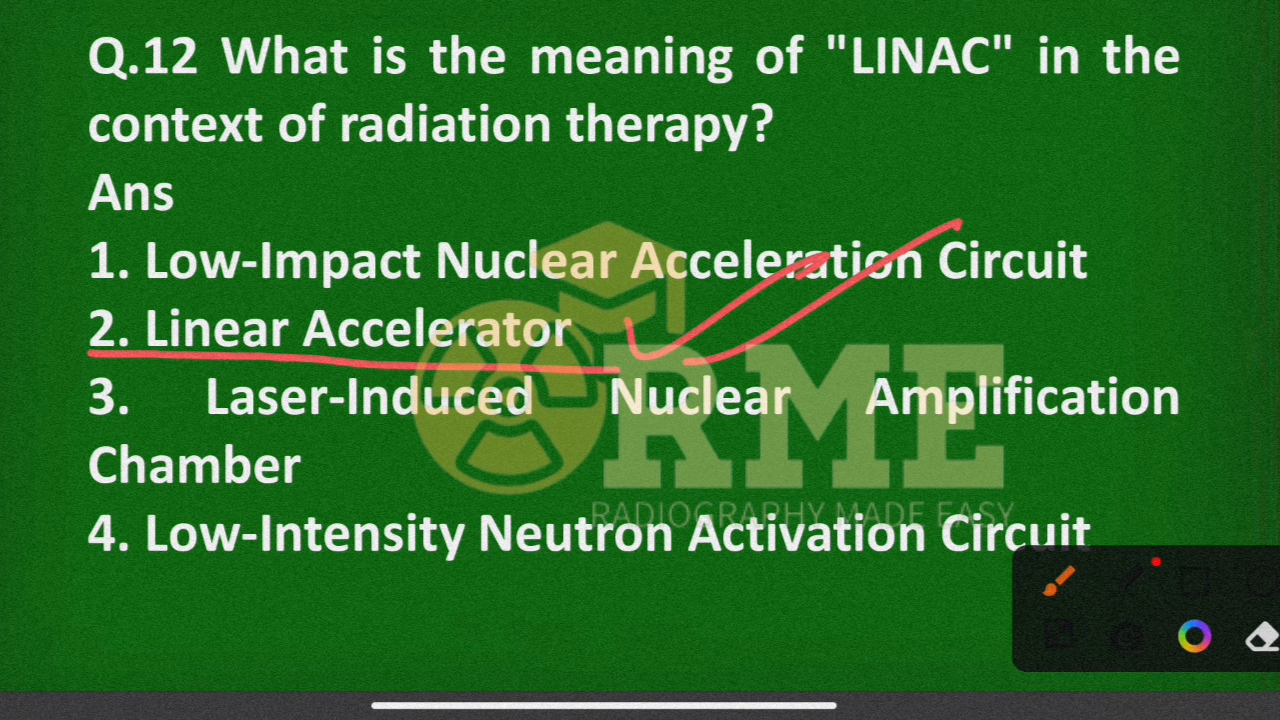 Q.12 What is the meaning of "LINAC" in the
context of radiation therapy?
Ans
1. Low-Impact Nuclear Acceleration Circuit
2. Linear Accelerator
3. Laser-Induced Nuclear Amplification
Chamber
4. Low-Intensity Neutron Activation Circuit
RME
RADIOGRAPHY MADE EASY